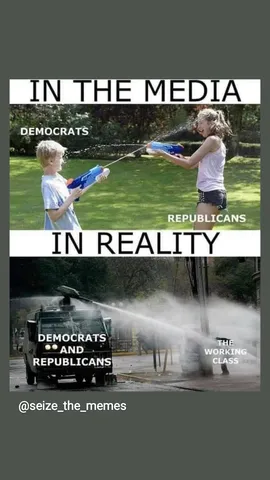 IN THE MEDIA
DEMOCRATS
REPUBLICANS
IN REALITY
DEMOCRATS
AND
REPUBLICANS
THE
WORKING
CLASS
@seize_the_memes